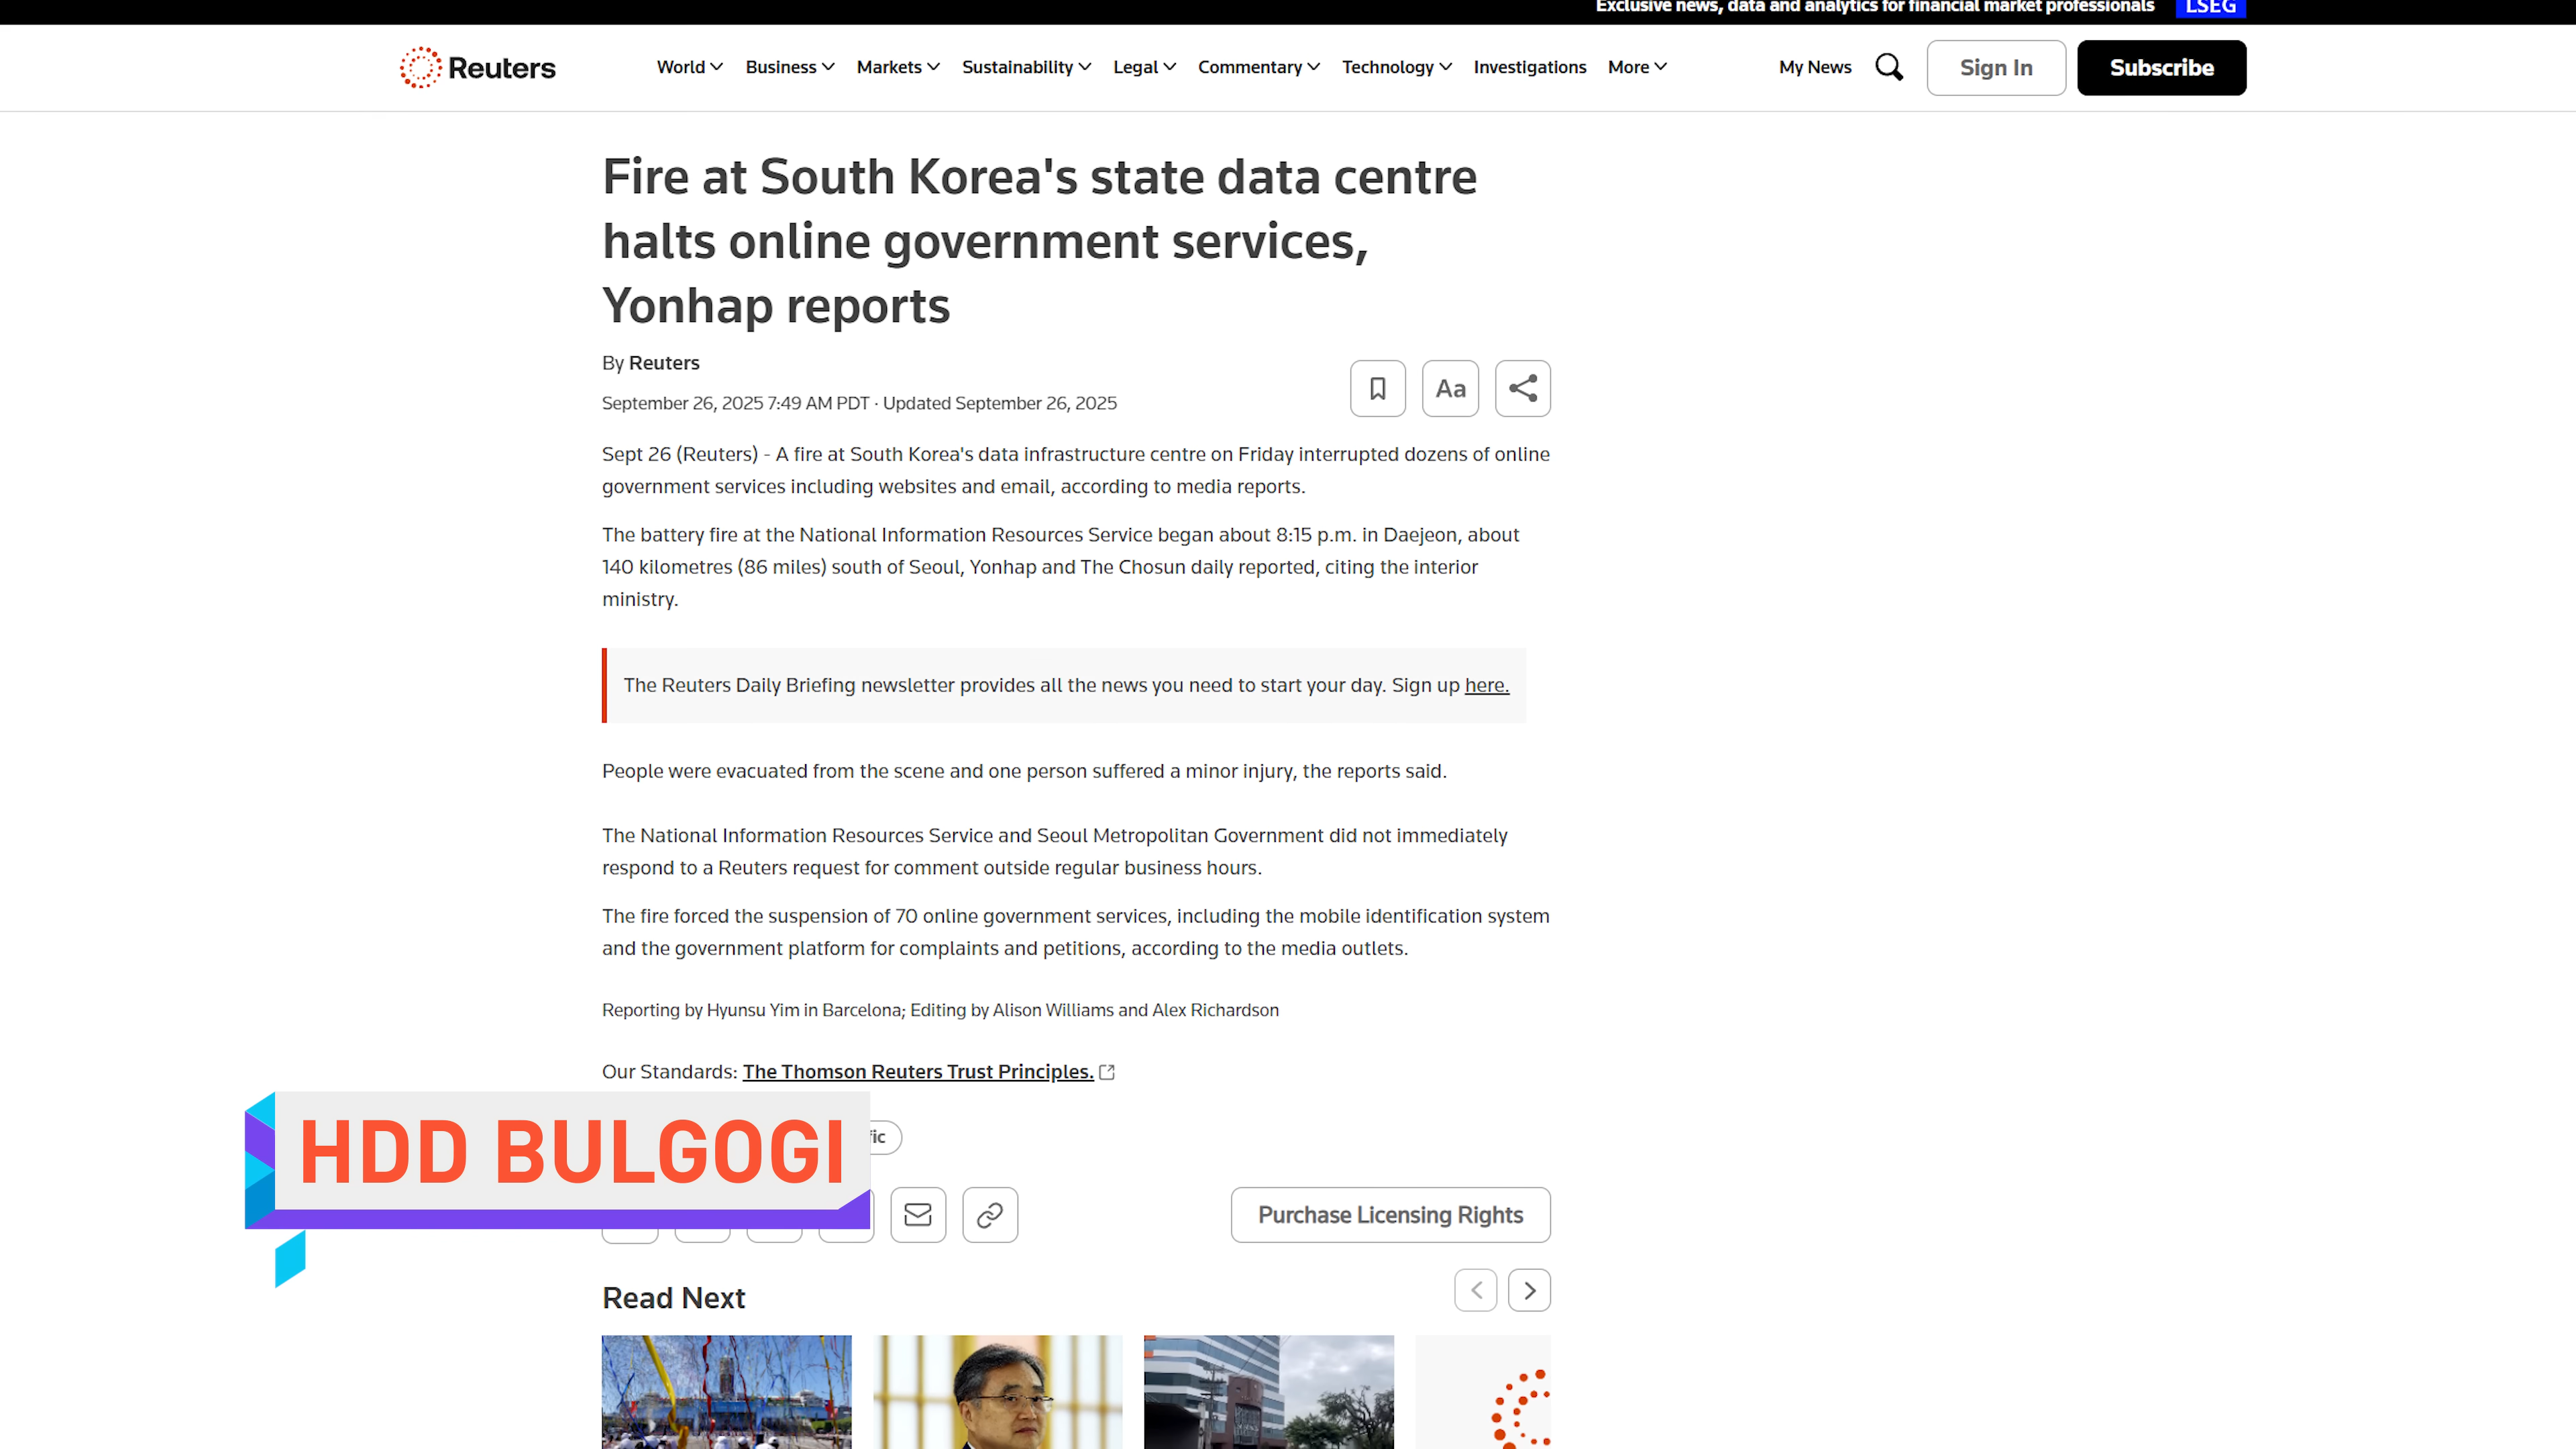 Exclusive news, data and analytics for financial market professionals LSEG
Reuters World Business Markets Sustainability Legal Commentary Technology Investigations More My News Sign In Subscribe
Fire at South Korea's state data centre
halts online government services,
Yonhap reports
By Reuters
September 26, 2025 7:49 AM PDT · Updated September 26, 2025
Aa
Sept 26 (Reuters) - A fire at South Korea's data infrastructure centre on Friday interrupted dozens of online
government services including websites and email, according to media reports.
The battery fire at the National Information Resources Service began about 8:15 p.m. in Daejeon, about
140 kilometres (86 miles) south of Seoul, Yonhap and The Chosun daily reported, citing the interior
ministry.
The Reuters Daily Briefing newsletter provides all the news you need to start your day. Sign up here.
People were evacuated from the scene and one person suffered a minor injury, the reports said.
The National Information Resources Service and Seoul Metropolitan Government did not immediately
respond to a Reuters request for comment outside regular business hours.
The fire forced the suspension of 70 online government services, including the mobile identification system
and the government platform for complaints and petitions, according to the media outlets.
Reporting by Hyunsu Yim in Barcelona; Editing by Alison Williams and Alex Richardson
Our Standards: The Thomson Reuters Trust Principles.
HDD BULGOGI
Purchase Licensing Rights
Read Next